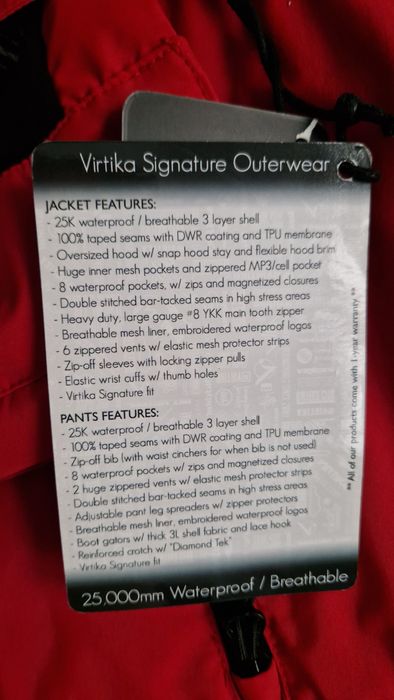 Virtika Signature Outerwear
JACKET FEATURES:
- 25K waterproof / breathable 3 layer shell
- 100% taped seams with DWR coating and TPU membrane
- Oversized hood w/ snap hood stay and flexible hood brim
- Huge inner mesh pockets and zippered MP3/cell pocket
- 8 waterproof pockets, w/ zips and magnetized closures
- Double stitched bar-tacked seams in high stress areas
- Heavy duty, large gauge #8 YKK main tooth zipper
- Breathable mesh liner, embroidered waterproof logos
- 6 zippered vents w/ elastic mesh protector strips
- Zip-off sleeves with locking zipper pulls
- Elastic wrist cuffs w/ thumb holes
- Virtika Signature fit
PANTS FEATURES:
- 25K waterproof / breathable 3 layer shell
- 100% taped seams with DWR coating and TPU membrane
- Zip-off bib (with waist cinchers for when bib is not used)
- 8 waterproof pockets w/ zips and magnetized closures
- 2 huge zippered vents w/ elastic mesh protector strips
- Double stitched bar-tacked seams in high stress areas
- Adjustable pant leg spreaders w/ zipper protectors
- Breathable mesh liner, embroidered waterproof logos
- Boot gators w/ thick 3L shell fabric and lace hook
- Reinforced crotch w/ "Diamond Tek"
- Virtika Signature fit
25,000mm Waterproof / Breathable
**All of our products come with 1-year warranty**